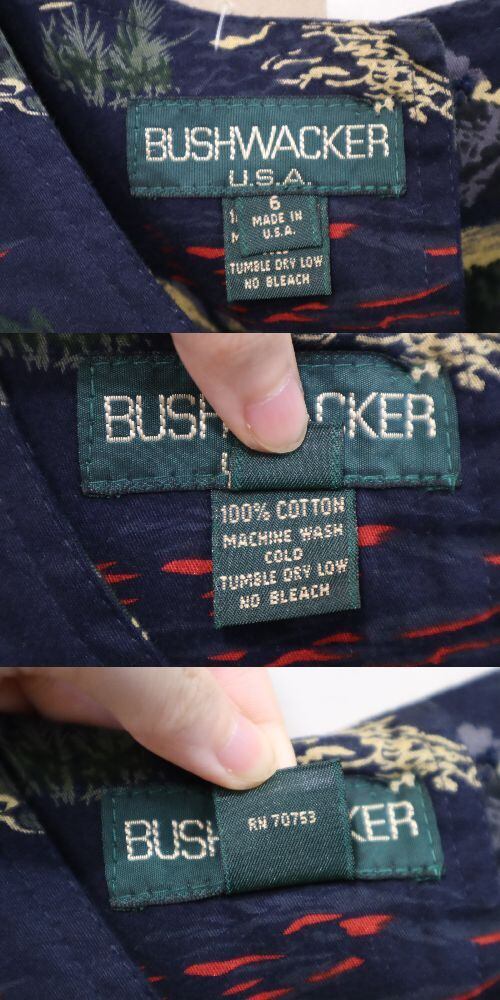 BUSHWACKER
U.S.A.
6
MADE IN
U.S.A.
TUMBLE DRY LOW
NO BLEACH
BUSH ACKER
100% COTTON
MACHINE WASH
COLD
TUMBLE DRY LOW
NO BLEACH
RN 70753
BUSH KER